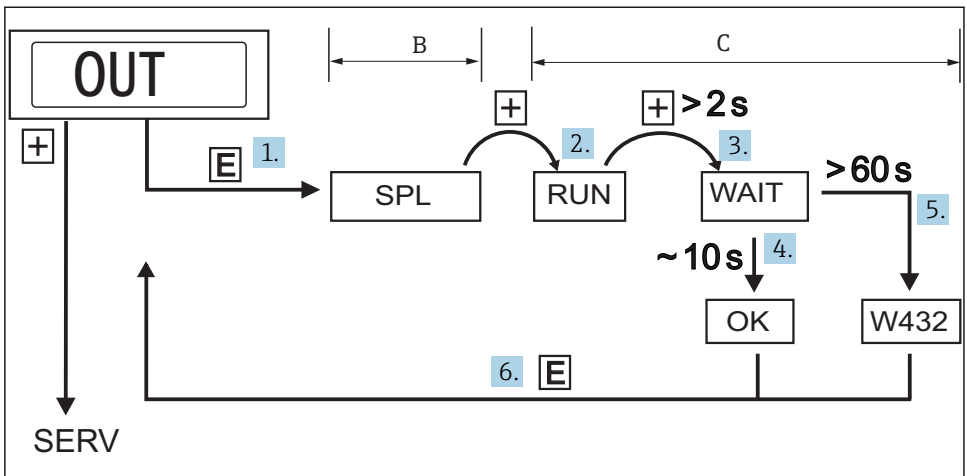 B
C
OUT
+
+
+ >2s
E
1.
2.
3.
SPL
RUN
WAIT
>60s
5.
~10s
4.
OK
W432
6.
E
SERV